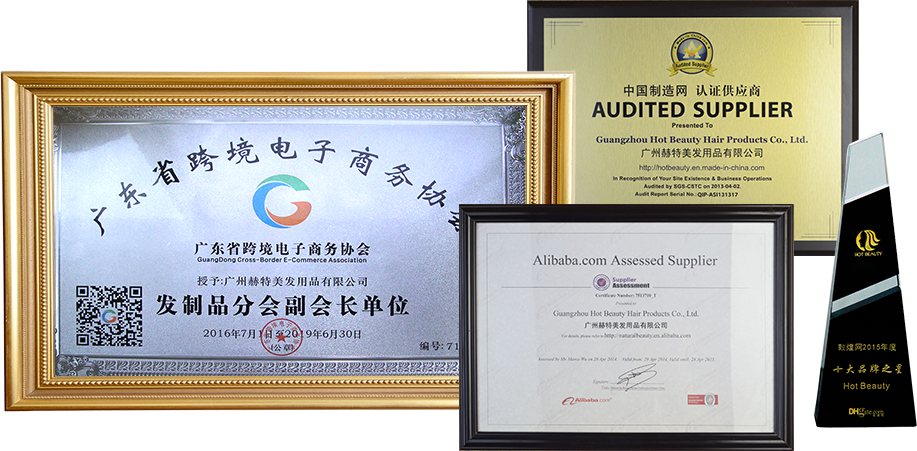 广东省跨境电子商务协
广东省跨境电子商务协会
GuangDong Cross-Border E-Commerce Association
授予:广州赫特美发用品有限公司
发制品分会副会长单位
2016年7月1日至2019年6月30日
(公章)
编号: 71
Made-in-China.com
Audited Supplier
中国制造网 认证供应商
AUDITED SUPPLIER
Presented To
Guangzhou Hot Beauty Hair Products Co., Ltd.
广州赫特美发用品有限公司
http://hotbeauty.en.made-in-china.com
In Recognition of Your Site Existence & Business Operations
Audited by SGS-CSTC on 2013-04-02.
Audit Report Serial No.:QIP-ASI131317
Alibaba.com Assessed Supplier
Supplier
Assessment
Certificate Number:
Presented to
Guangzhou Hot Beauty Hair Products Co., Ltd.
广州赫特美发用品有限公司
For details, please refer to http://naturalbeauty.en.alibaba.com
Signature:
Alibaba.com
HOT BEAUTY
敦煌网2015年度
十大品牌之星
Hot Beauty
DHgate.com